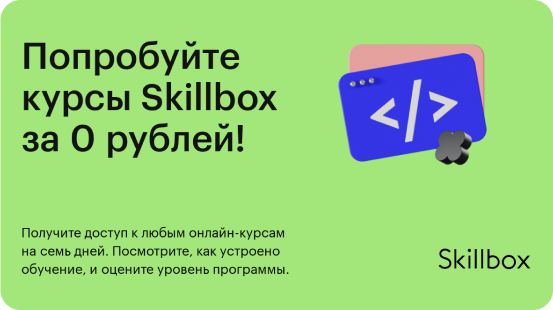 Попробуйте
курсы Skillbox
за 0 рублей!
</>
Получите доступ к любым онлайн-курсам
на семь дней. Посмотрите, как устроено
обучение, и оцените уровень программы.
Skillbox